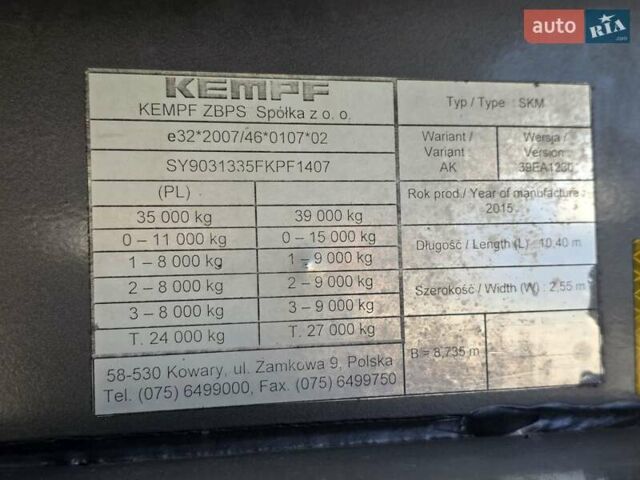 auto RIA.com
KEMPF
KEMPF ZBPS Spółka z o. o.
e32*2007/46*0107*02
SY9031335FKPF1407
(PL)
35 000 kg 39 000 kg
0 – 11 000 kg 0 – 15 000 kg
1 – 8 000 kg 1 – 9 000 kg
2 – 8 000 kg 2 – 9 000 kg
3 – 8 000 kg 3 – 9 000 kg
T. 24 000 kg T. 27 000 kg
58-530 Kowary, ul. Zamkowa 9, Polska
Tel. (075) 6499000, Fax. (075) 6499750
Typ / Type : SKM
Wariant / Variant AK
Wersja / Version
Rok prod / Year of manufacture : 2015
Długość / Length (L) : 10,40 m
Szerokość / Width (W) : 2,55 m
B = 8,735 m